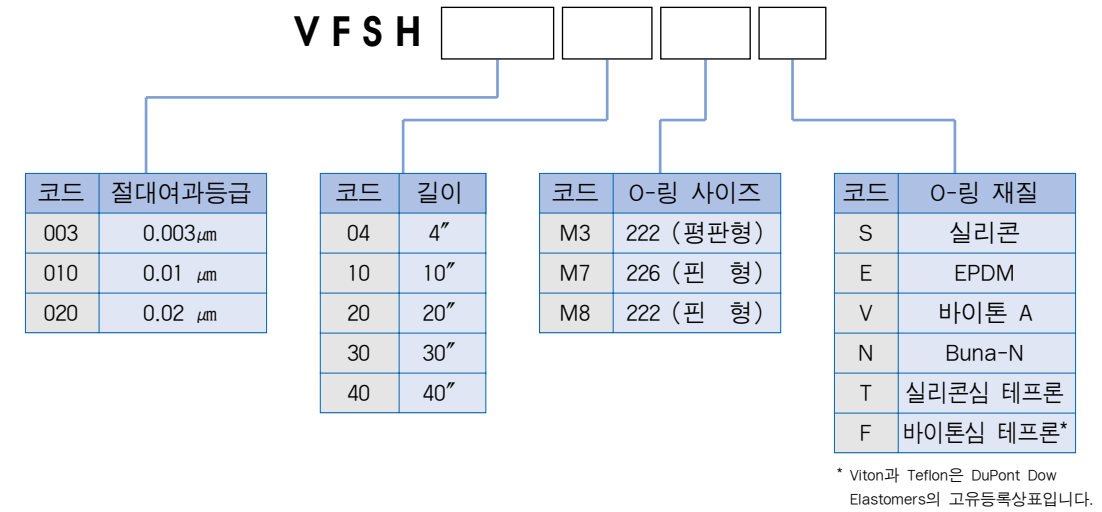 VFSH
코드 절대여과등급
003 0.003㎛
010 0.01 ㎛
020 0.02 ㎛
코드 길이
04 4″
10 10″
20 20″
30 30″
40 40″
코드 O-링 사이즈
M3 222 (평판형)
M7 226 (핀 형)
M8 222 (핀 형)
코드 O-링 재질
S 실리콘
E EPDM
V 바이톤 A
N Buna-N
T 실리콘심 테프론
F 바이톤심 테프론*
* Viton과 Teflon은 DuPont Dow
Elastomers의 고유등록상표입니다.